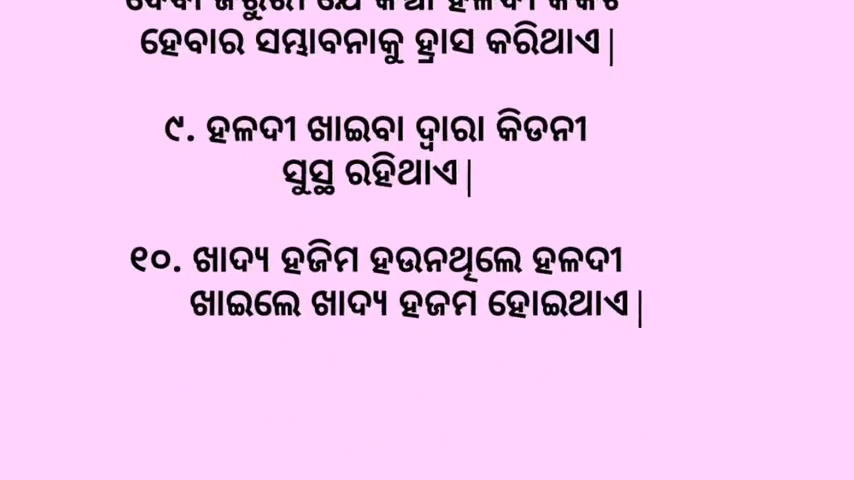 ହେବାର ସମ୍ଭାବନାକୁ ହ୍ରାସ କରିଥାଏ|
୯. ହଳଦୀ ଖାଇବା ଦ୍ୱାରା କିଡନୀ
ସୁସ୍ଥ ରହିଥାଏ|
୧୦. ଖାଦ୍ୟ ହଜିମ ହଉନଥିଲେ ହଳଦୀ
ଖାଇଲେ ଖାଦ୍ୟ ହଜମ ହୋଇଥାଏ|